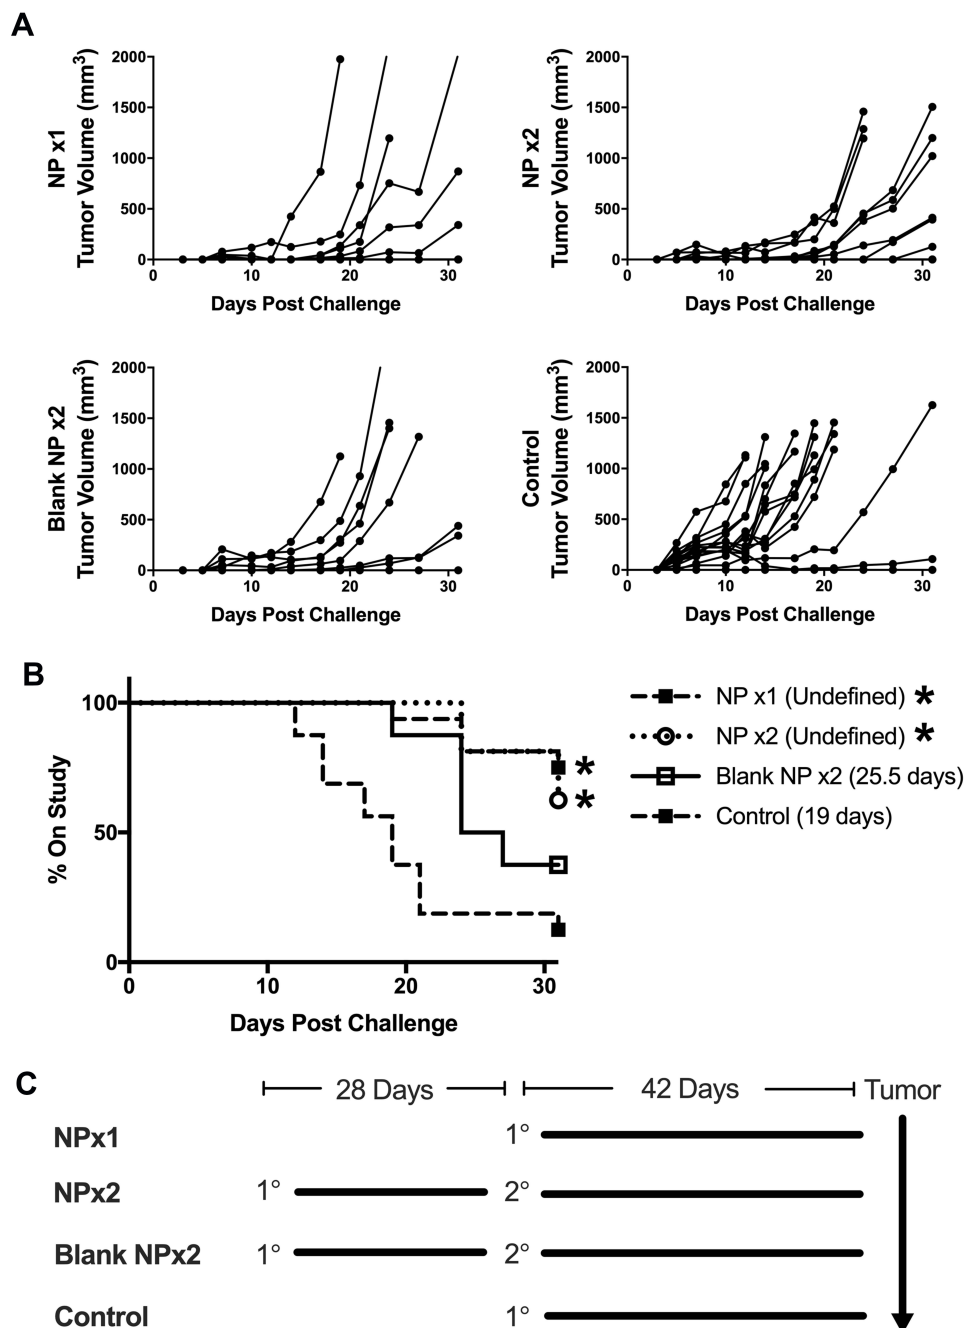 A
NP x1
Tumor Volume (mm³)
2000
1500
1000
500
0
0 10 20 30
Days Post Challenge
NP x2
Tumor Volume (mm³)
2000
1500
1000
500
0
0 10 20 30
Days Post Challenge
Blank NP x2
Tumor Volume (mm³)
2000
1500
1000
500
0
0 10 20 30
Days Post Challenge
Control
Tumor Volume (mm³)
2000
1500
1000
500
0
0 10 20 30
Days Post Challenge
B
% On Study
100
50
0
0 10 20 30
Days Post Challenge
*
*
NP x1 (Undefined) *
NP x2 (Undefined) *
Blank NP x2 (25.5 days)
Control (19 days)
C
28 Days 42 Days Tumor
NPx1 1°
NPx2 1° 2°
Blank NPx2 1° 2°
Control 1°